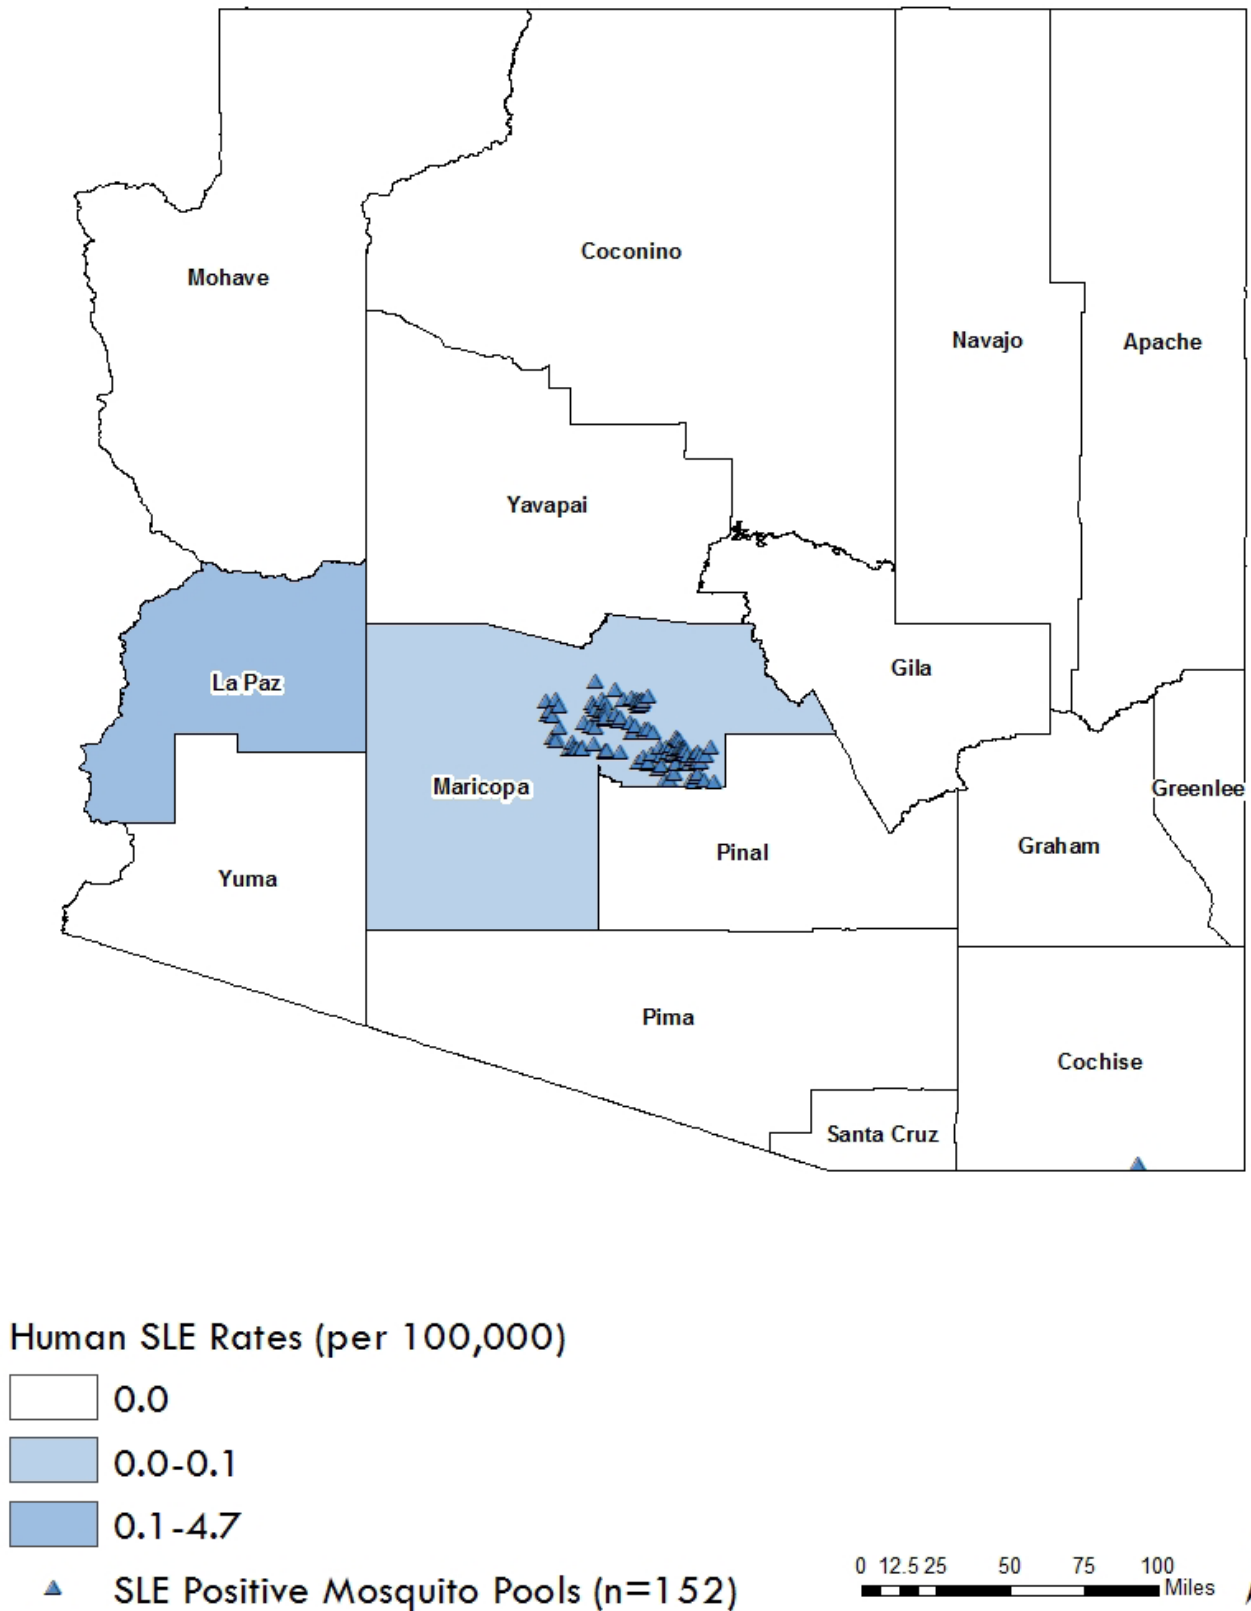 Coconino
Mohave
Navajo
Apache
Yavapai
Gila
La Paz
Maricopa
Greenlee
Graham
Pinal
Yuma
Pima
Cochise
Santa Cruz
Human SLE Rates (per 100,000)
0.0
0.0-0.1
0.1-4.7
SLE Positive Mosquito Pools (n=152)
0 12.5 25 50 75 100
Miles